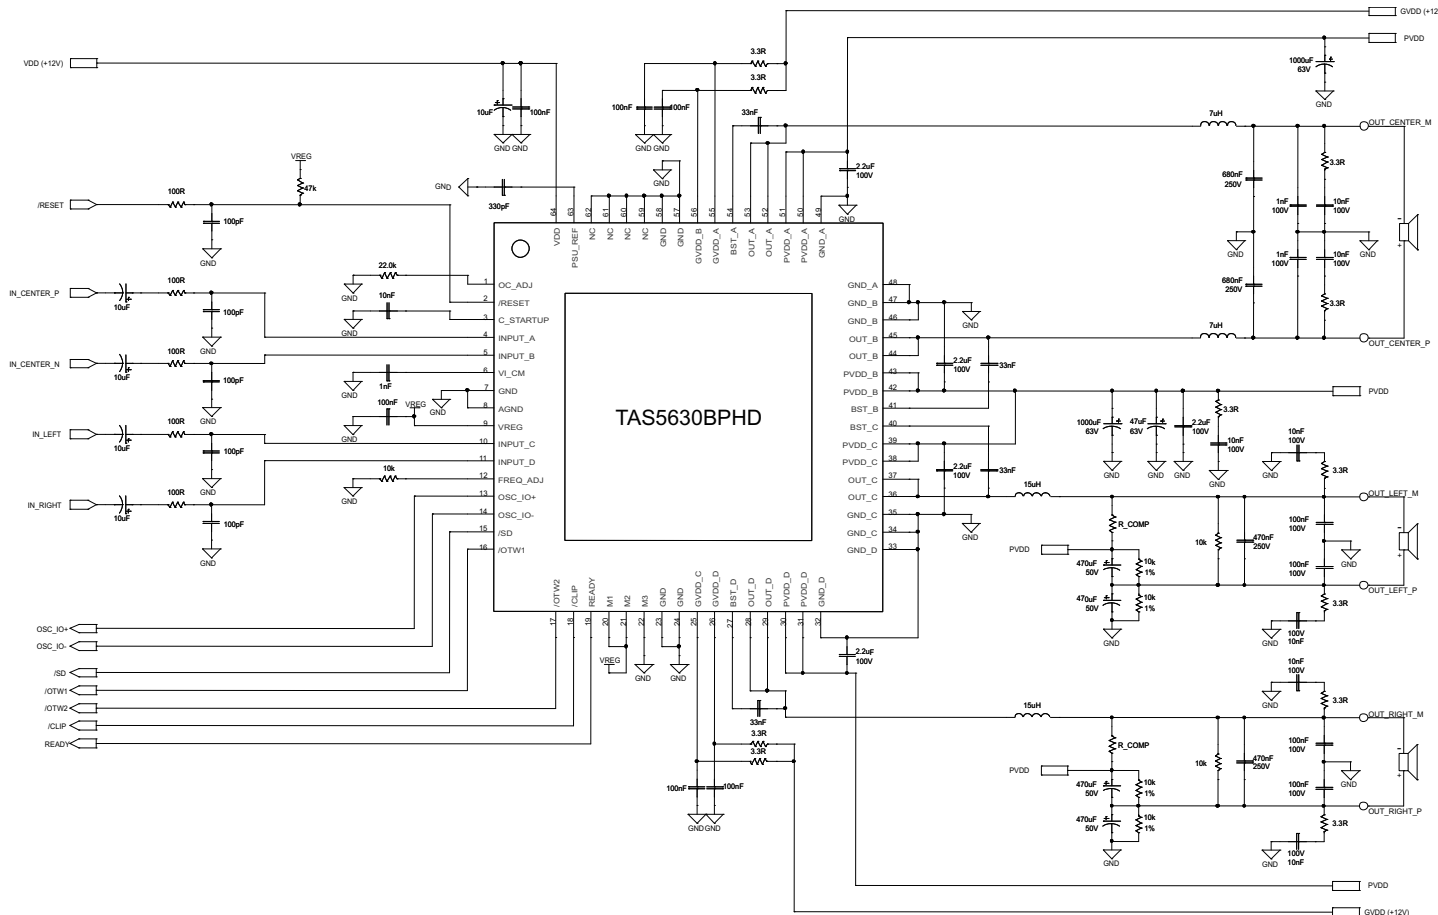 GVDD (+12
PVDD
VDD (+12V)
3.3R
3.3R
1000uF
63V
GND
10uF
100nF
GND GND
100nF
100nF
GND GND
33nF
7uH
OUT_CENTER_M
VREG
47k
GND
330pF
GND
2.2uF
100V
GND
3.3R
680nF
250V
/RESET
100R
100pF
GND
64 63 62 61 60 59 58 57 56 55 54 53 52 51 50 49
VDD
PSU_REF
NC
NC
NC
NC
GND
GND
GVDD_B
GVDD_A
BST_A
OUT_A
OUT_A
PVDD_A
PVDD_A
GND_A
1nF
100V
10nF
100V
-
+
GND
GND
1nF
100V
10nF
100V
680nF
250V
3.3R
22.0k
GND
1 OC_ADJ
GND_A 48
2 /RESET
GND_B 47
GND
IN_CENTER_P
10uF
100R
100pF
GND
10nF
GND
3 C_STARTUP
GND_B 46
4 INPUT_A
OUT_B 45
7uH
OUT_CENTER_P
5 INPUT_B
OUT_B 44
IN_CENTER_N
10uF
100R
100pF
GND
2.2uF
100V
33nF
6 VI_CM
PVDD_B 43
GND
1nF
7 GND
PVDD_B 42
PVDD
GND
8 AGND
BST_B 41
100nF
VREG
GND
9 VREG
BST_C 40
TAS5630BPHD
1000uF
63V
47uF
63V
2.2uF
100V
3.3R
10nF
100V
GND
GND
GND
GND
10nF
100V
GND
3.3R
IN_LEFT
10uF
100R
100pF
GND
10 INPUT_C
PVDD_C 39
11 INPUT_D
PVDD_C 38
10k
GND
12 FREQ_ADJ
OUT_C 37
2.2uF
100V
33nF
13 OSC_IO+
OUT_C 36
15uH
OUT_LEFT_M
IN_RIGHT
10uF
100R
100pF
GND
14 OSC_IO-
GND_C 35
GND
15 /SD
GND_C 34
16 /OTW1
GND_D 33
R_COMP
10k
470nF
250V
100nF
100V
GND
-
+
PVDD
470uF
50V
10k
1%
100nF
100V
OUT_LEFT_P
470uF
50V
10k
1%
GND
3.3R
GND
100V
10nF
/OTW2
/CLIP
READY
M1
M2
M3
GND
GND
GVDD_C
GVDD_D
BST_D
OUT_D
OUT_D
PVDD_D
PVDD_D
GND_D
17 18 19 20 21 22 23 24 25 26 27 28 29 30 31 32
OSC_IO+
OSC_IO-
/SD
/OTW1
/OTW2
/CLIP
READY
VREG
GND
GND
2.2uF
100V
33nF
3.3R
3.3R
100nF
100nF
GND GND
10nF
100V
GND
3.3R
15uH
OUT_RIGHT_M
R_COMP
10k
470nF
250V
100nF
100V
GND
-
+
PVDD
470uF
50V
10k
1%
100nF
100V
OUT_RIGHT_P
470uF
50V
10k
1%
GND
3.3R
GND
100V
10nF
PVDD
GVDD (+12V)